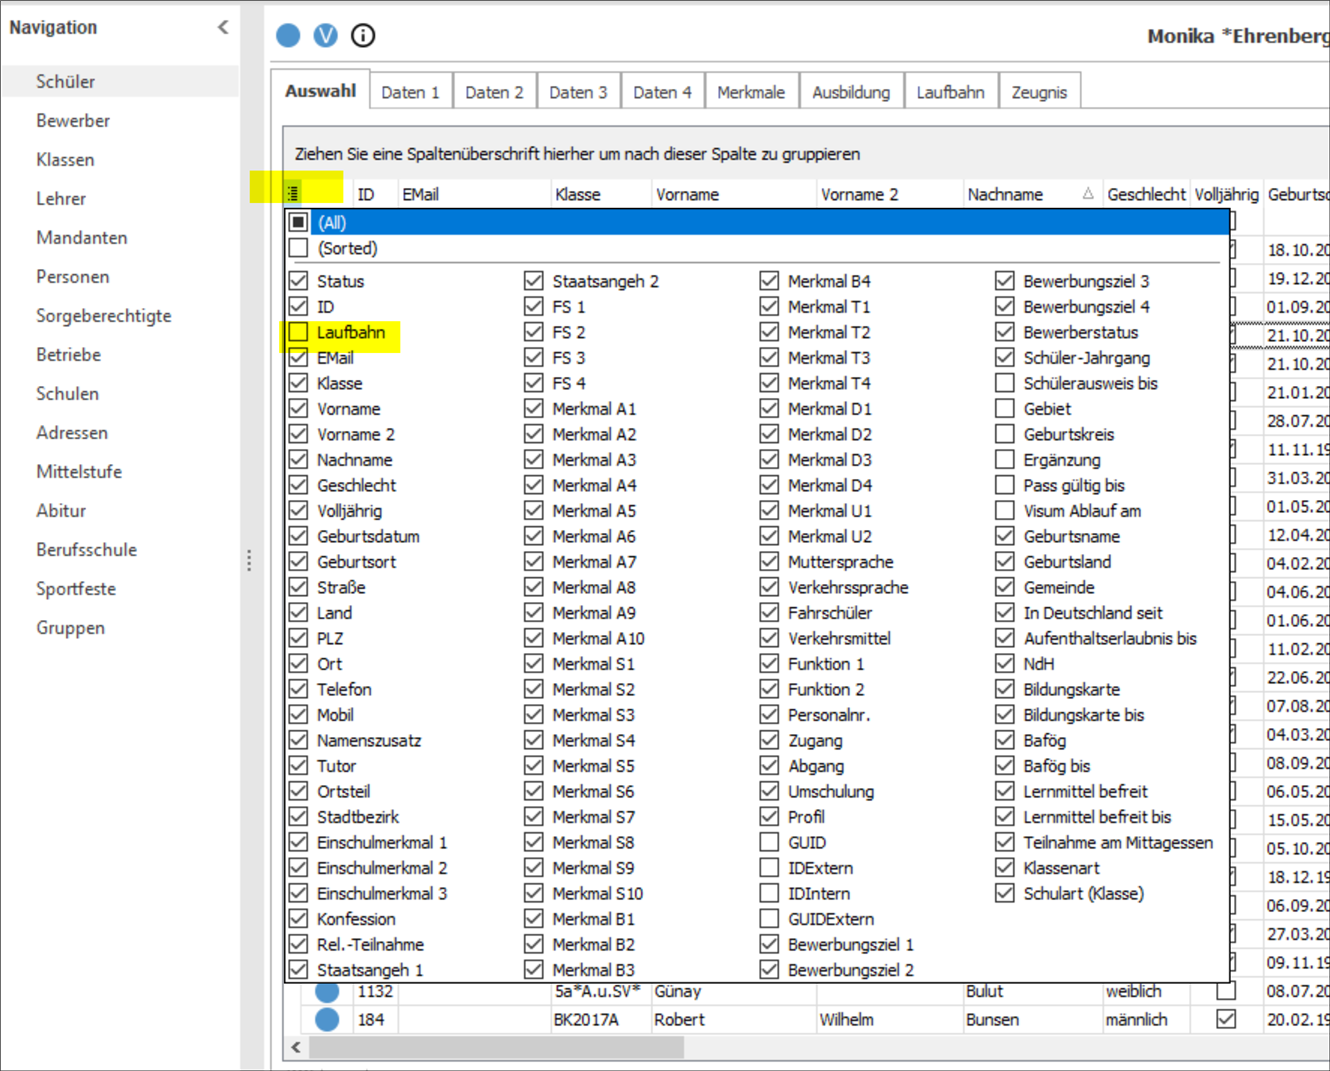 Navigation
Schüler
Bewerber
Klassen
Lehrer
Mandanten
Personen
Sorgeberechtigte
Betriebe
Schulen
Adressen
Mittelstufe
Abitur
Berufsschule
Sportfeste
Gruppen
V
Monika *Ehrenberg
Auswahl Daten 1 Daten 2 Daten 3 Daten 4 Merkmale Ausbildung Laufbahn Zeugnis
Ziehen Sie eine Spaltenüberschrift hierher um nach dieser Spalte zu gruppieren
ID EMail Klasse Vorname Vorname 2 Nachname Geschlecht Volljährig Geburtsd
(All)
(Sorted)
Status
ID
Laufbahn
EMail
Klasse
Vorname
Vorname 2
Nachname
Geschlecht
Volljährig
Geburtsdatum
Geburtsort
Straße
Land
PLZ
Ort
Telefon
Mobil
Namenszusatz
Tutor
Ortsteil
Stadtbezirk
Einschulmerkmal 1
Einschulmerkmal 2
Einschulmerkmal 3
Konfession
Rel.-Teilnahme
Staatsangeh 1
Staatsangeh 2
FS 1
FS 2
FS 3
FS 4
Merkmal A1
Merkmal A2
Merkmal A3
Merkmal A4
Merkmal A5
Merkmal A6
Merkmal A7
Merkmal A8
Merkmal A9
Merkmal A10
Merkmal S1
Merkmal S2
Merkmal S3
Merkmal S4
Merkmal S5
Merkmal S6
Merkmal S7
Merkmal S8
Merkmal S9
Merkmal S10
Merkmal B1
Merkmal B2
Merkmal B3
Merkmal B4
Merkmal T1
Merkmal T2
Merkmal T3
Merkmal T4
Merkmal D1
Merkmal D2
Merkmal D3
Merkmal D4
Merkmal U1
Merkmal U2
Muttersprache
Verkehrssprache
Fahrschüler
Verkehrsmittel
Funktion 1
Funktion 2
Personalnr.
Zugang
Abgang
Umschulung
Profil
GUID
IDExtern
IDIntern
GUIDExtern
Bewerbungsziel 1
Bewerbungsziel 2
Bewerbungsziel 3
Bewerbungsziel 4
Bewerberstatus
Schüler-Jahrgang
Schülerausweis bis
Gebiet
Geburtskreis
Ergänzung
Pass gültig bis
Visum Ablauf am
Geburtsname
Geburtsland
Gemeinde
In Deutschland seit
Aufenthaltserlaubnis bis
NdH
Bildungskarte
Bildungskarte bis
Bafög
Bafög bis
Lernmittel befreit
Lernmittel befreit bis
Teilnahme am Mittagessen
Klassenart
Schulart (Klasse)
18.10.20
19.12.20
01.09.20
21.10.20
21.10.20
21.01.20
28.07.20
11.11.19
31.03.20
01.05.20
12.04.20
04.02.20
04.06.20
01.06.20
11.02.20
22.06.20
07.08.20
04.03.20
08.09.20
06.05.20
15.05.20
05.10.20
18.12.19
06.09.20
27.03.20
09.11.19
1132 5a*A.u.SV* Günay Bulut weiblich 08.07.20
184 BK2017A Robert Wilhelm Bunsen männlich 20.02.19